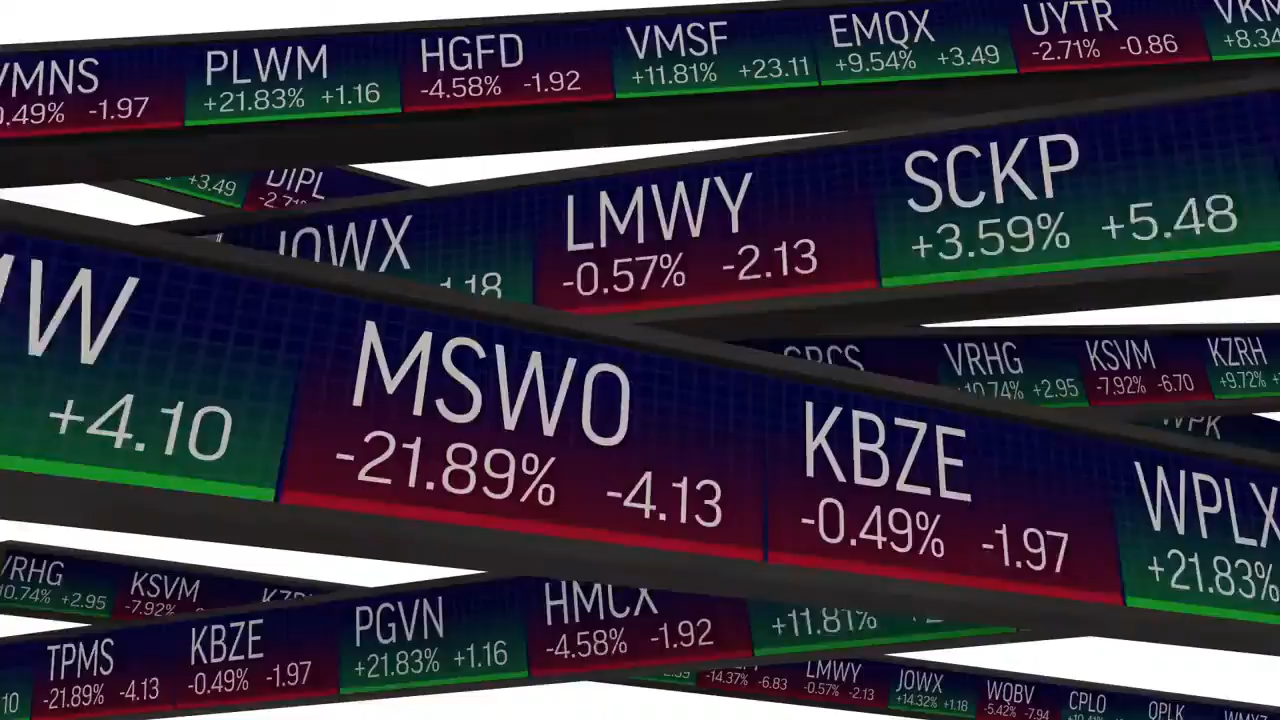 PLWM
+21.83% +1.16
HGFD
-4.58% -1.92
VMSF
+11.81% +23.11
EMQX
+9.54% +3.49
UYTR
-2.71% -0.86
+8.34
-1.97
+3.49
DIPL
JOWX
1.18
LMWY
-0.57% -2.13
SCKP
+3.59% +5.48
+4.10
MSWO
-21.89% -4.13
KBZE
-0.49% -1.97
WPLX
+21.83%
VRHG
+10.74% +2.95
KSVM
-7.92% -6.70
KZRH
+9.72%
VRHG
+2.95
KSVM
-7.92%
TPMS
-21.89% -4.13
KBZE
-0.49% -1.97
PGVN
+21.83% +1.16
HMCX
-4.58% -1.92
+11.81%
-14.37% -6.83
LMWY
-0.57% -2.13
JOWX
+14.32% +1.18
WQBV
-5.42% -7.94
CPLO
OPLK